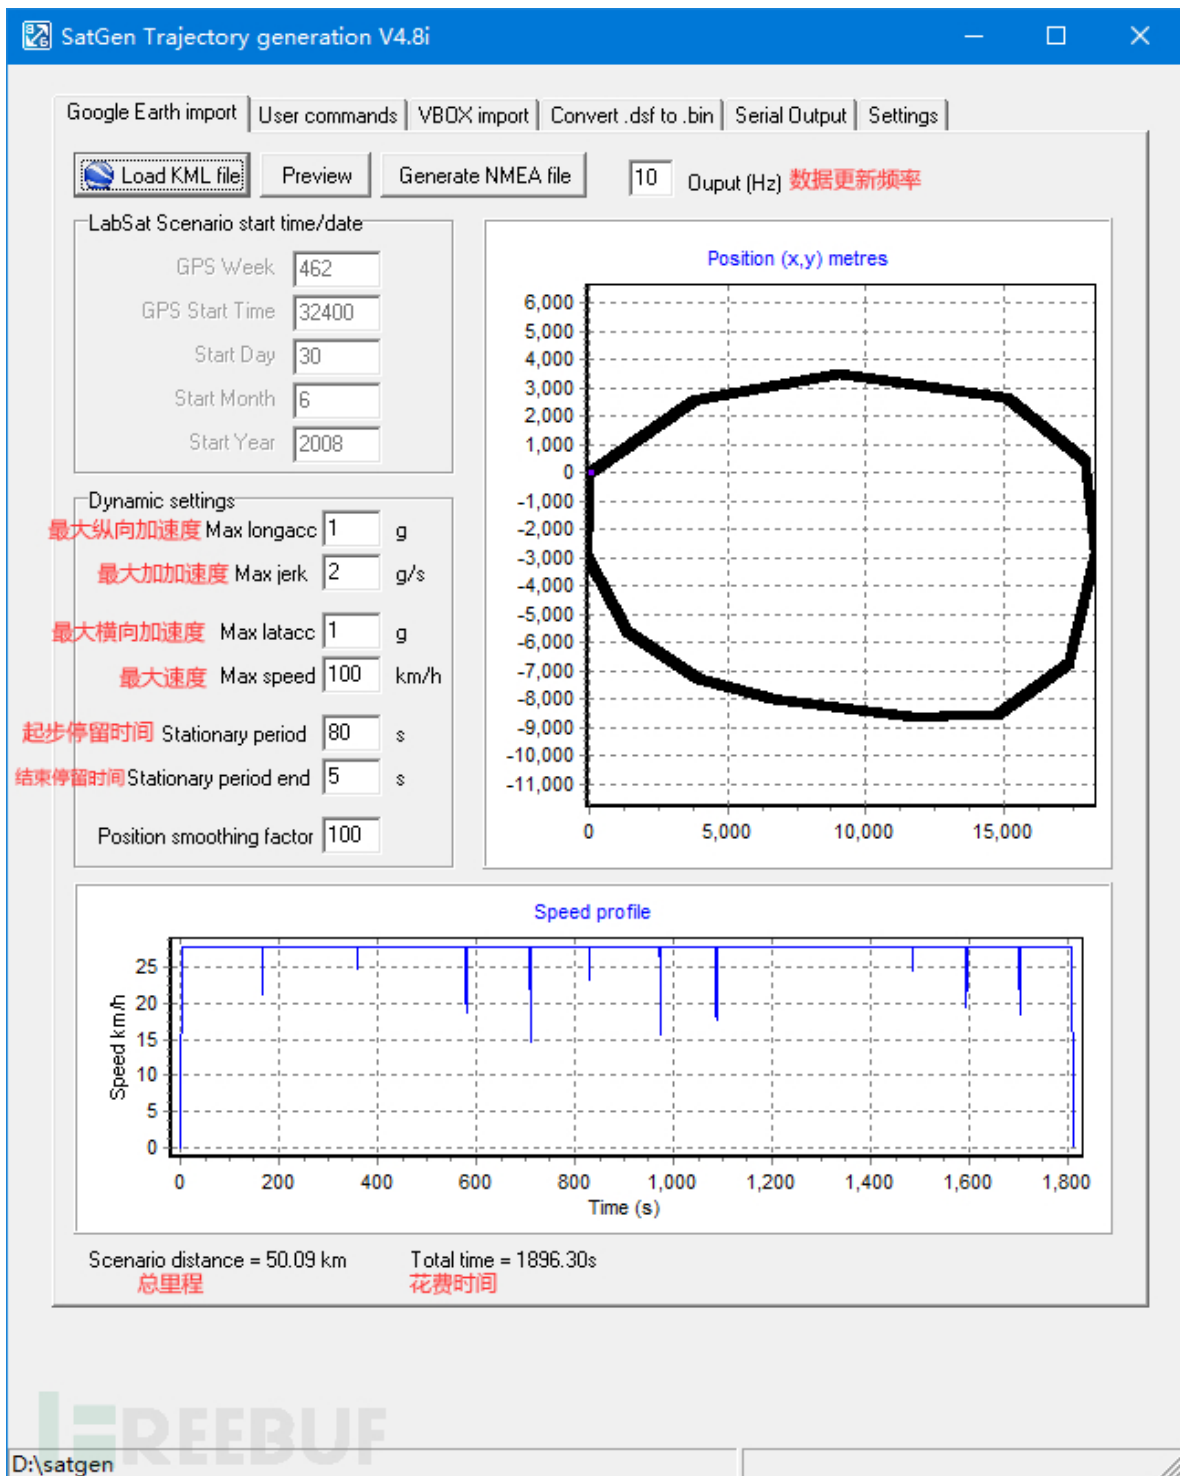 SatGen Trajectory generation V4.8i
Google Earth import User commands VBOX import Convert .dsf to .bin Serial Output Settings
Load KML file Preview Generate NMEA file 10 Ouput (Hz) 数据更新频率
LabSat Scenario start time/date
GPS Week 462
GPS Start Time 32400
Start Day 30
Start Month 6
Start Year 2008
Dynamic settings
最大纵向加速度 Max longacc 1 g
最大加加速度 Max jerk 2 g/s
最大横向加速度 Max latacc 1 g
最大速度 Max speed 100 km/h
起步停留时间 Stationary period 80 s
结束停留时间 Stationary period end 5 s
Position smoothing factor 100
Position (x,y) metres
6,000
5,000
4,000
3,000
2,000
1,000
0
-1,000
-2,000
-3,000
-4,000
-5,000
-6,000
-7,000
-8,000
-9,000
-10,000
-11,000
0 5,000 10,000 15,000
Speed profile
Speed km/h
25
20
15
10
5
0
0 200 400 600 800 1,000 1,200 1,400 1,600 1,800
Time (s)
Scenario distance = 50.09 km Total time = 1896.30s
总里程 花费时间
FREEBUF
D:\satgen